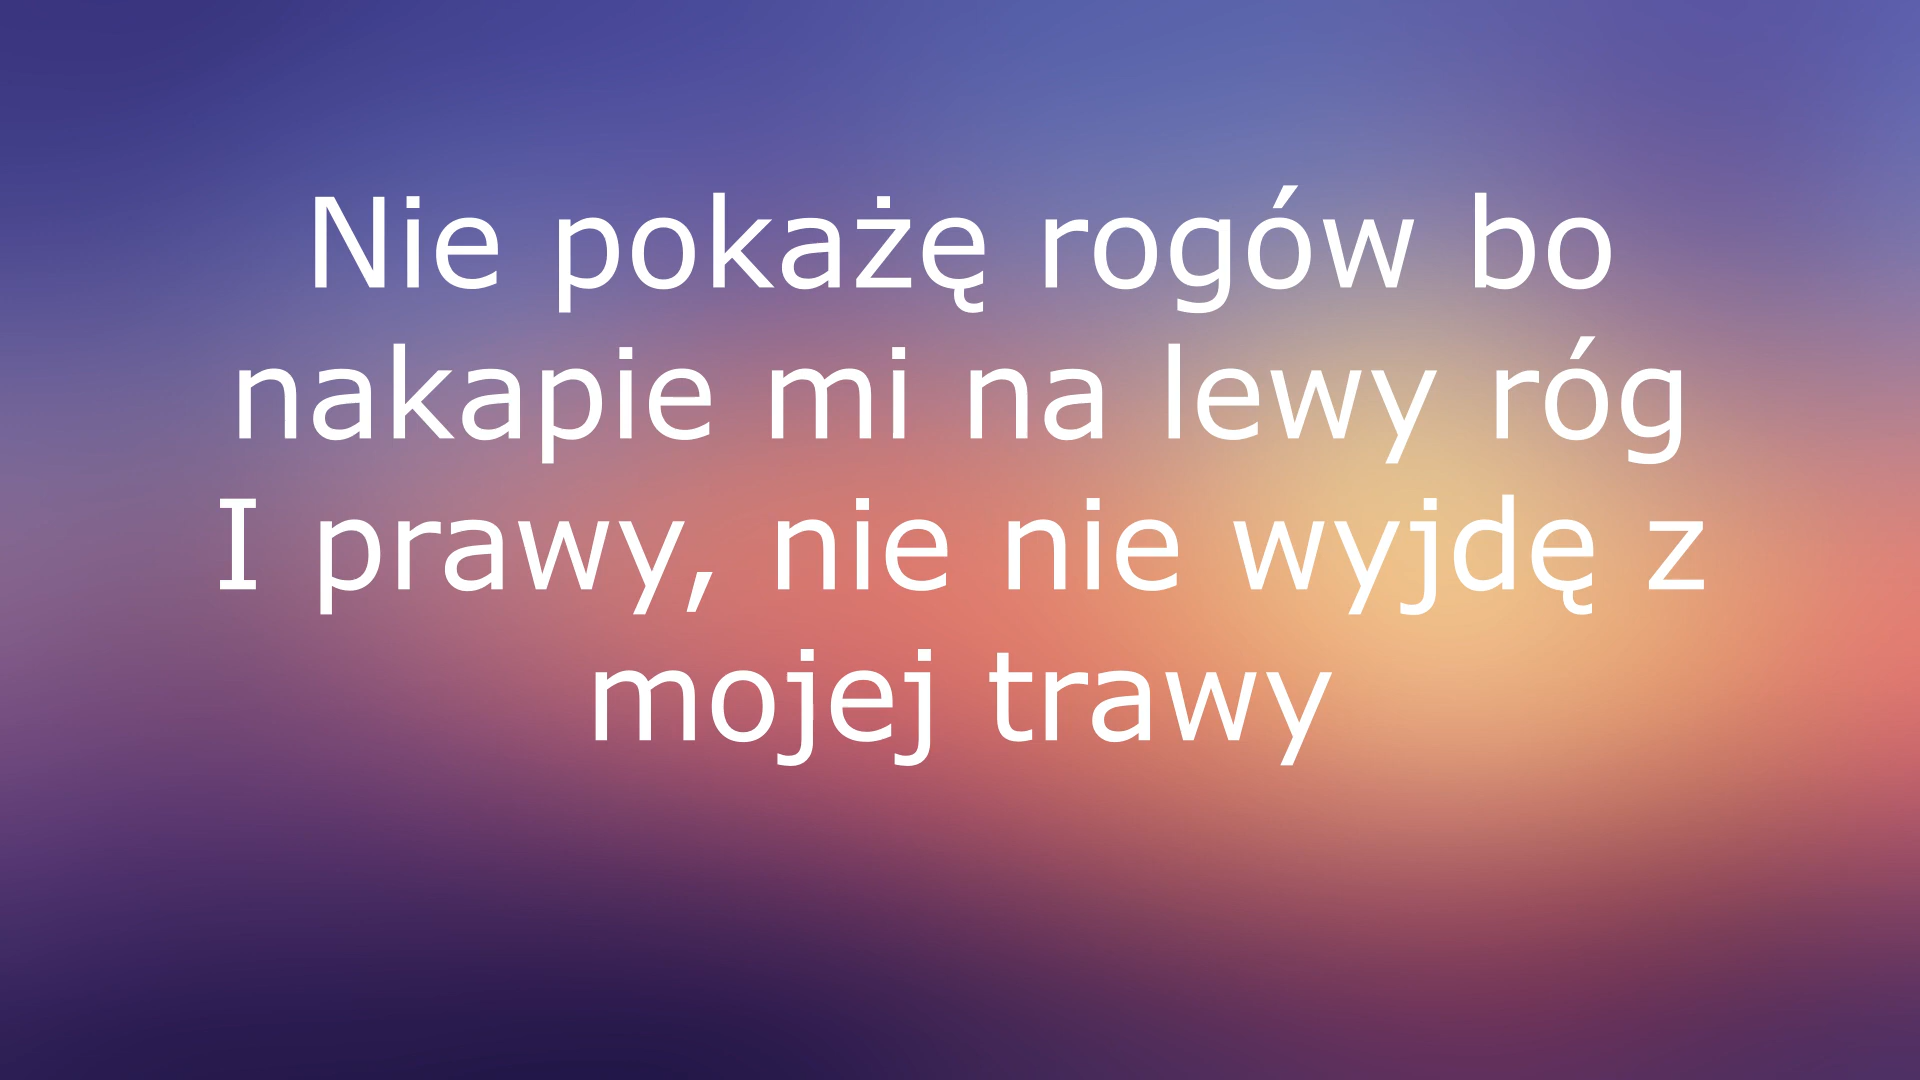 Nie pokażę rogów bo
nakapie mi na lewy róg
I prawy, nie nie wyjdę z
mojej trawy